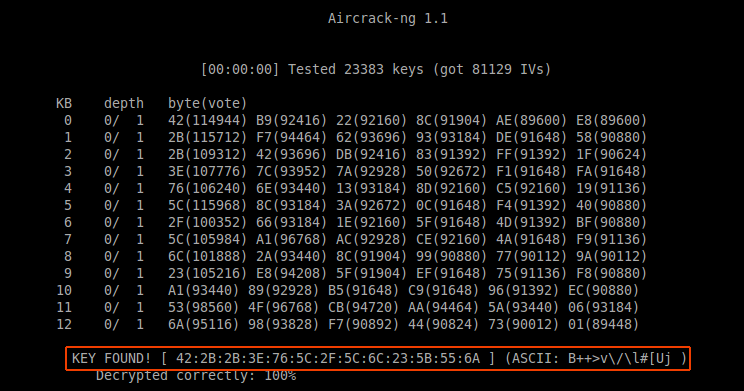 Aircrack-ng 1.1
[00:00:00] Tested 23383 keys (got 81129 IVs)
KB depth byte(vote)
0 0/ 1 42(114944) B9(92416) 22(92160) 8C(91904) AE(89600) E8(89600)
1 0/ 1 2B(115712) F7(94464) 62(93696) 93(93184) DE(91648) 58(90880)
2 0/ 1 2B(109312) 42(93696) DB(92416) 83(91392) FF(91392) 1F(90624)
3 0/ 1 3E(107776) 7C(93952) 7A(92928) 50(92672) F1(91648) FA(91648)
4 0/ 1 76(106240) 6E(93440) 13(93184) 8D(92160) C5(92160) 19(91136)
5 0/ 1 5C(115968) 8C(93184) 3A(92672) 0C(91648) F4(91392) 40(90880)
6 0/ 1 2F(100352) 66(93184) 1E(92160) 5F(91648) 4D(91392) BF(90880)
7 0/ 1 5C(105984) A1(96768) AC(92928) CE(92160) 4A(91648) F9(91136)
8 0/ 1 6C(101888) 2A(93440) 8C(91904) 99(90880) 77(90112) 9A(90112)
9 0/ 1 23(105216) E8(94208) 5F(91904) EF(91648) 75(91136) F8(90880)
10 0/ 1 A1(93440) 89(92928) B5(91648) C9(91648) 96(91392) EC(90880)
11 0/ 1 53(98560) 4F(96768) CB(94720) AA(94464) 5A(93440) 06(93184)
12 0/ 1 6A(95116) 98(93828) F7(90892) 44(90824) 73(90012) 01(89448)
KEY FOUND! [ 42:2B:2B:3E:76:5C:2F:5C:6C:23:5B:55:6A ] (ASCII: B++>v\/\l#[Uj )
Decrypted correctly: 100%